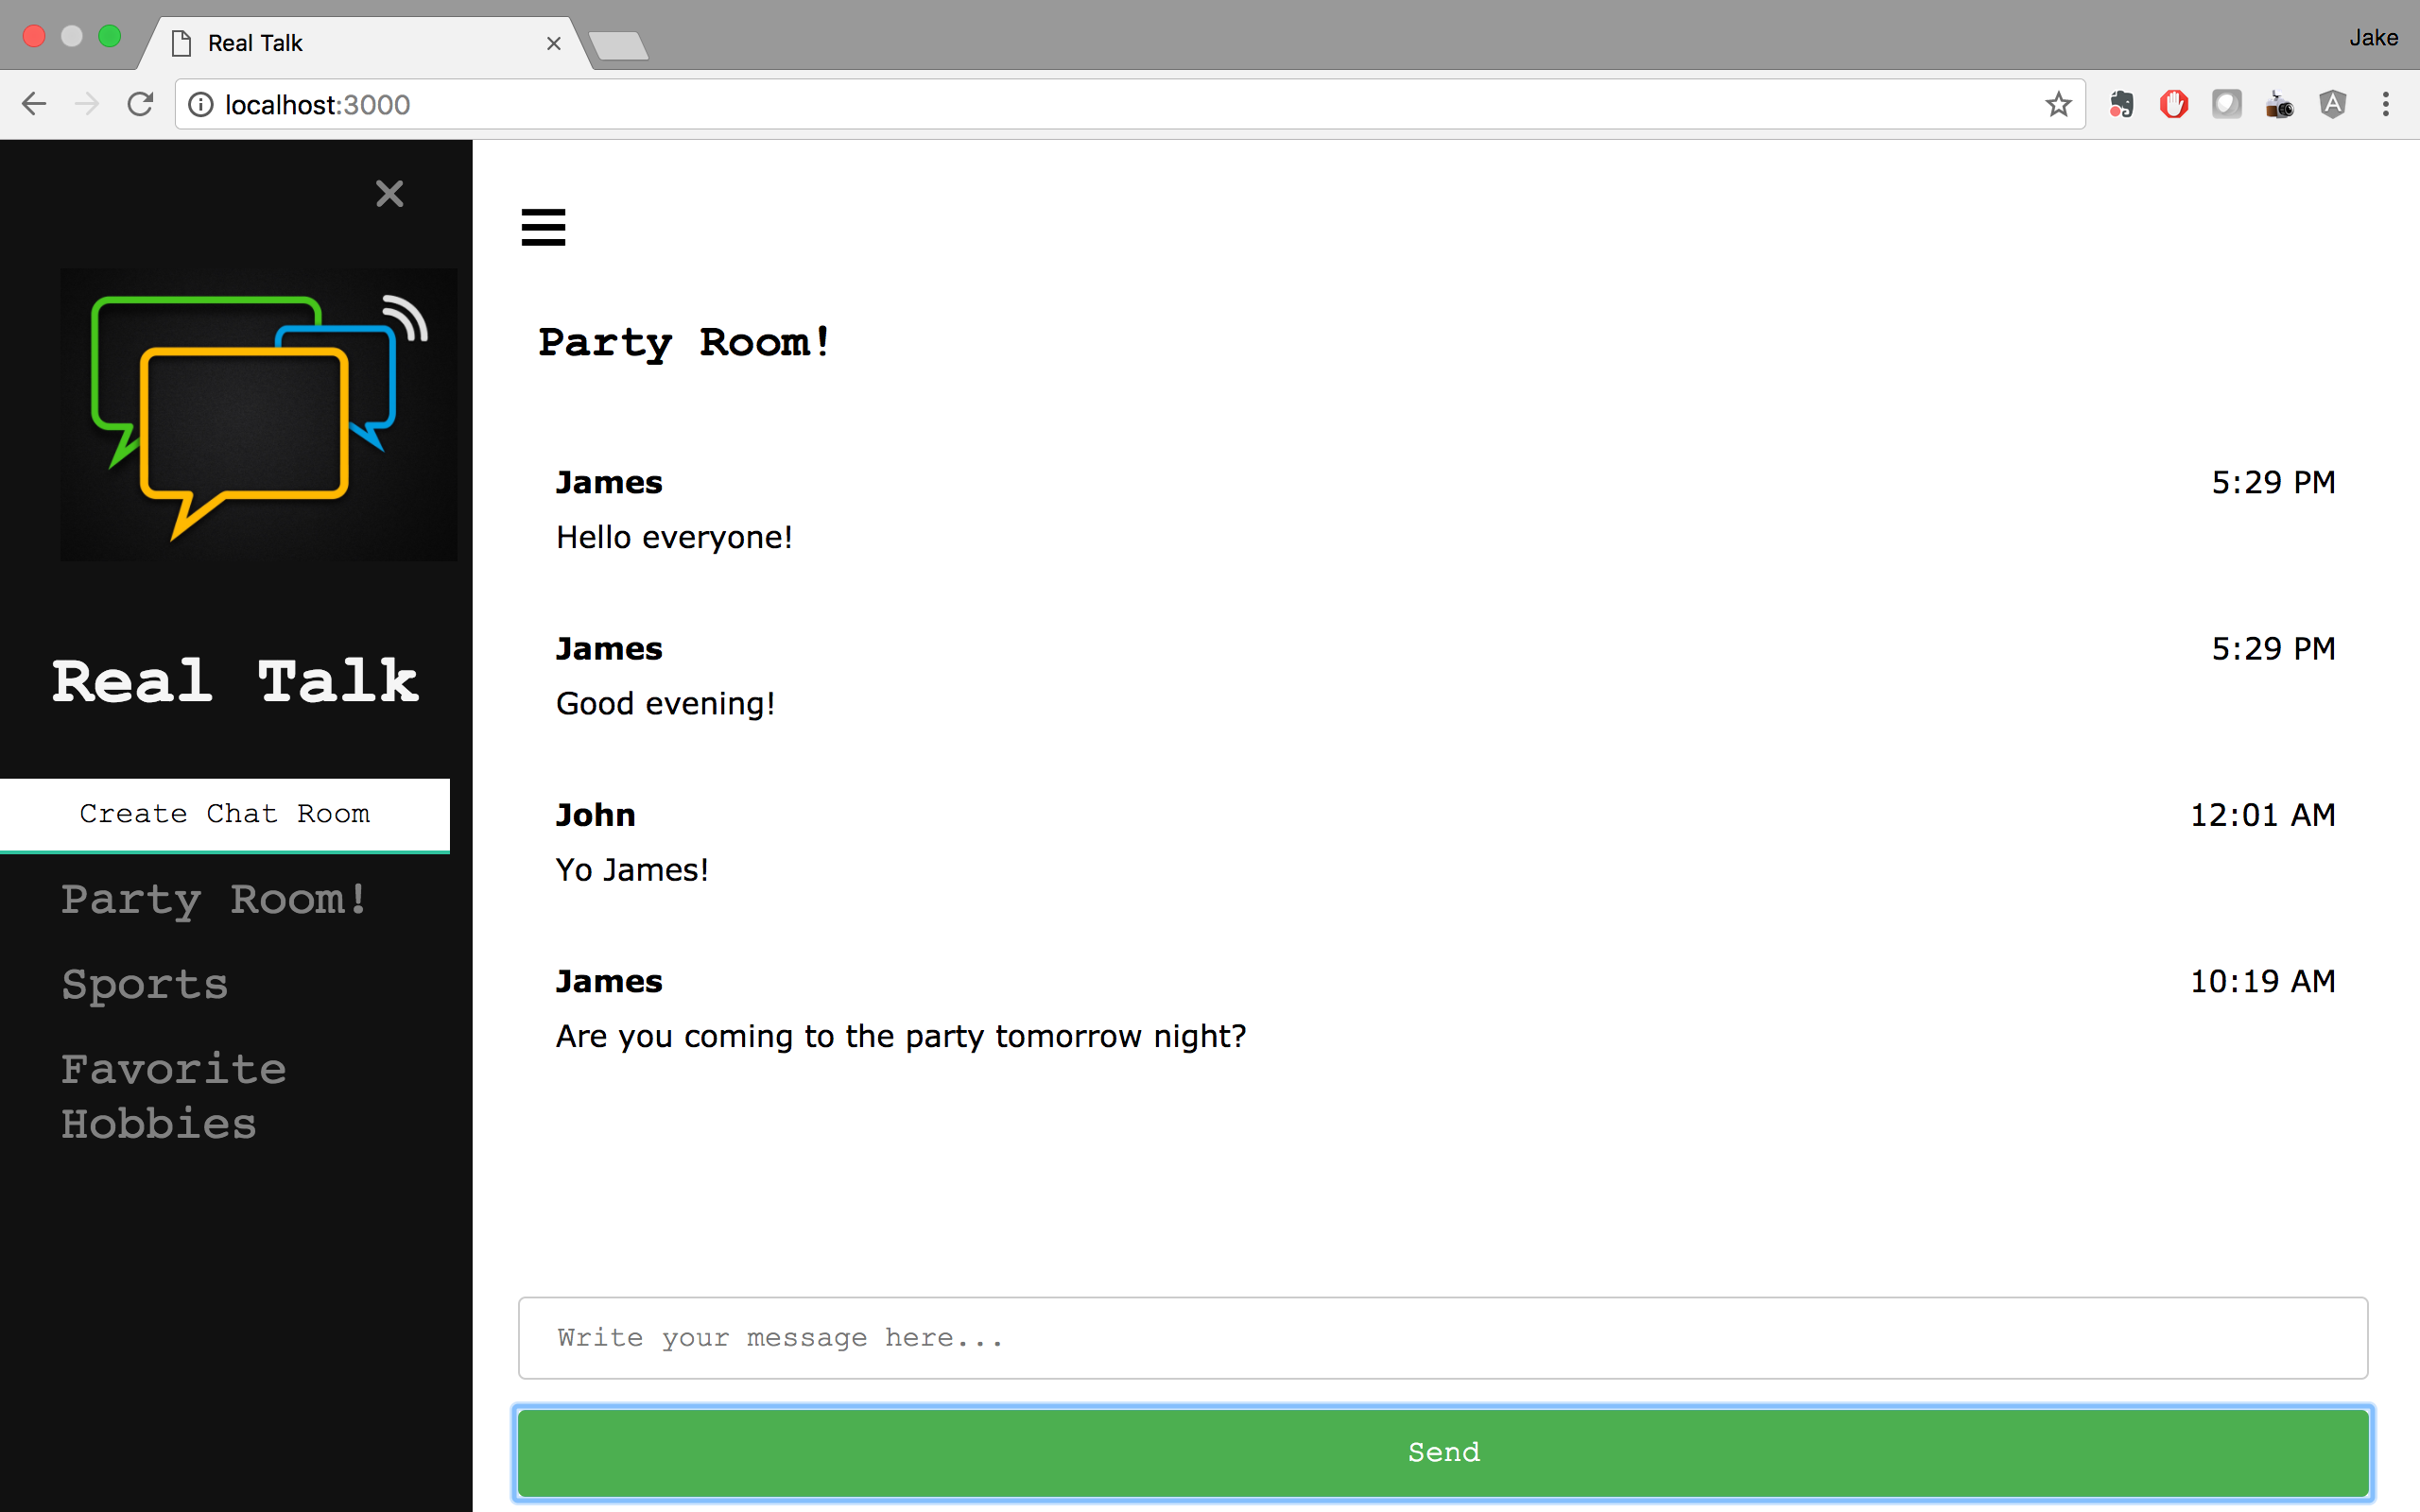 Real Talk
Jake
localhost:3000
Real Talk
Create Chat Room
Party Room!
Sports
Favorite
Hobbies
Party Room!
James 5:29 PM
Hello everyone!
James 5:29 PM
Good evening!
John 12:01 AM
Yo James!
James 10:19 AM
Are you coming to the party tomorrow night?
Write your message here...
Send